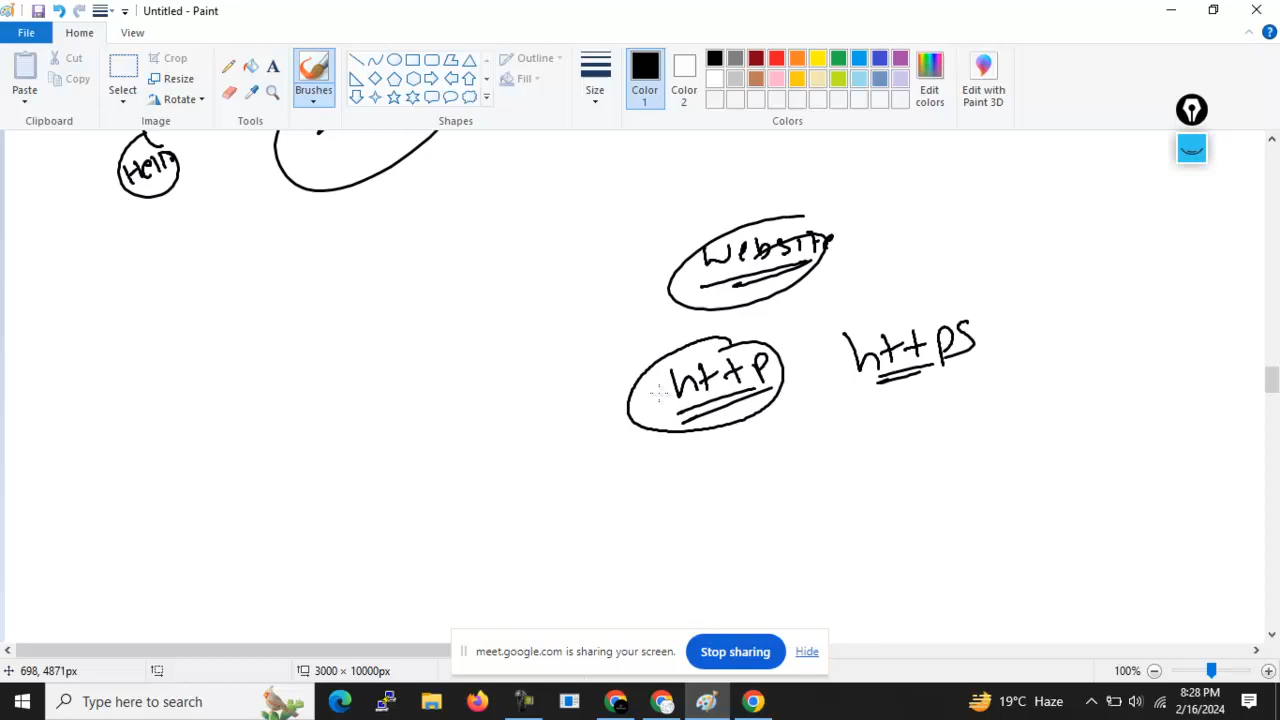 Untitled - Paint
File Home View
Paste
Cut
Copy
Clipboard
Select
Crop
Resize
Rotate
Image
A
Tools
Brushes
Shapes
Outline
Fill
Size
Color 1
Color 2
Edit colors
Edit with Paint 3D
Colors
Hello
website
http https
meet.google.com is sharing your screen. Stop sharing Hide
698, 4871px 3000 × 10000px 100%
Type here to search 19°C Haze 8:28 PM
2/16/2024